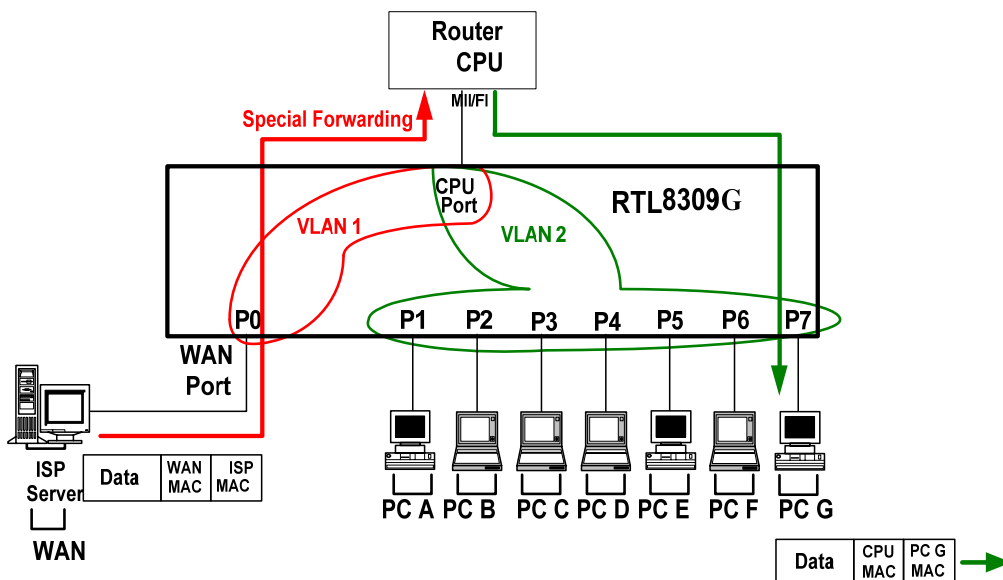 Router
CPU
MII/FI
Special Forwarding
CPU
Port
RTL8309G
VLAN 1
VLAN 2
P0
P1
P2
P3
P4
P5
P6
P7
WAN
Port
ISP
Server
Data
WAN
MAC
ISP
MAC
PC A
PC B
PC C
PC D
PC E
PC F
PC G
WAN
Data
CPU
MAC
PC G
MAC